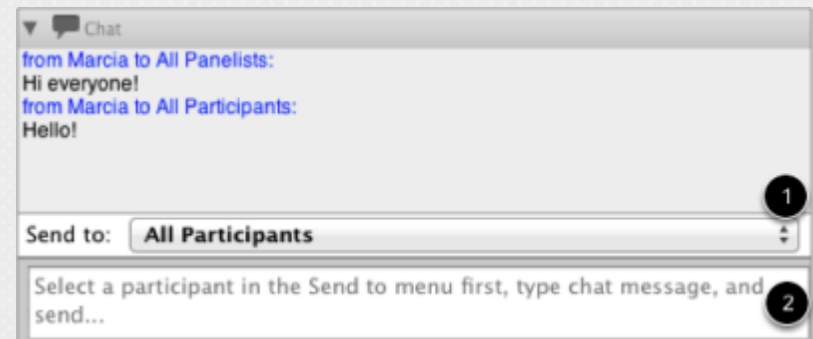 Chat
from Marcia to All Panelists:
Hi everyone!
from Marcia to All Participants:
Hello!
1
Send to: All Participants
Select a participant in the Send to menu first, type chat message, and
2
send...